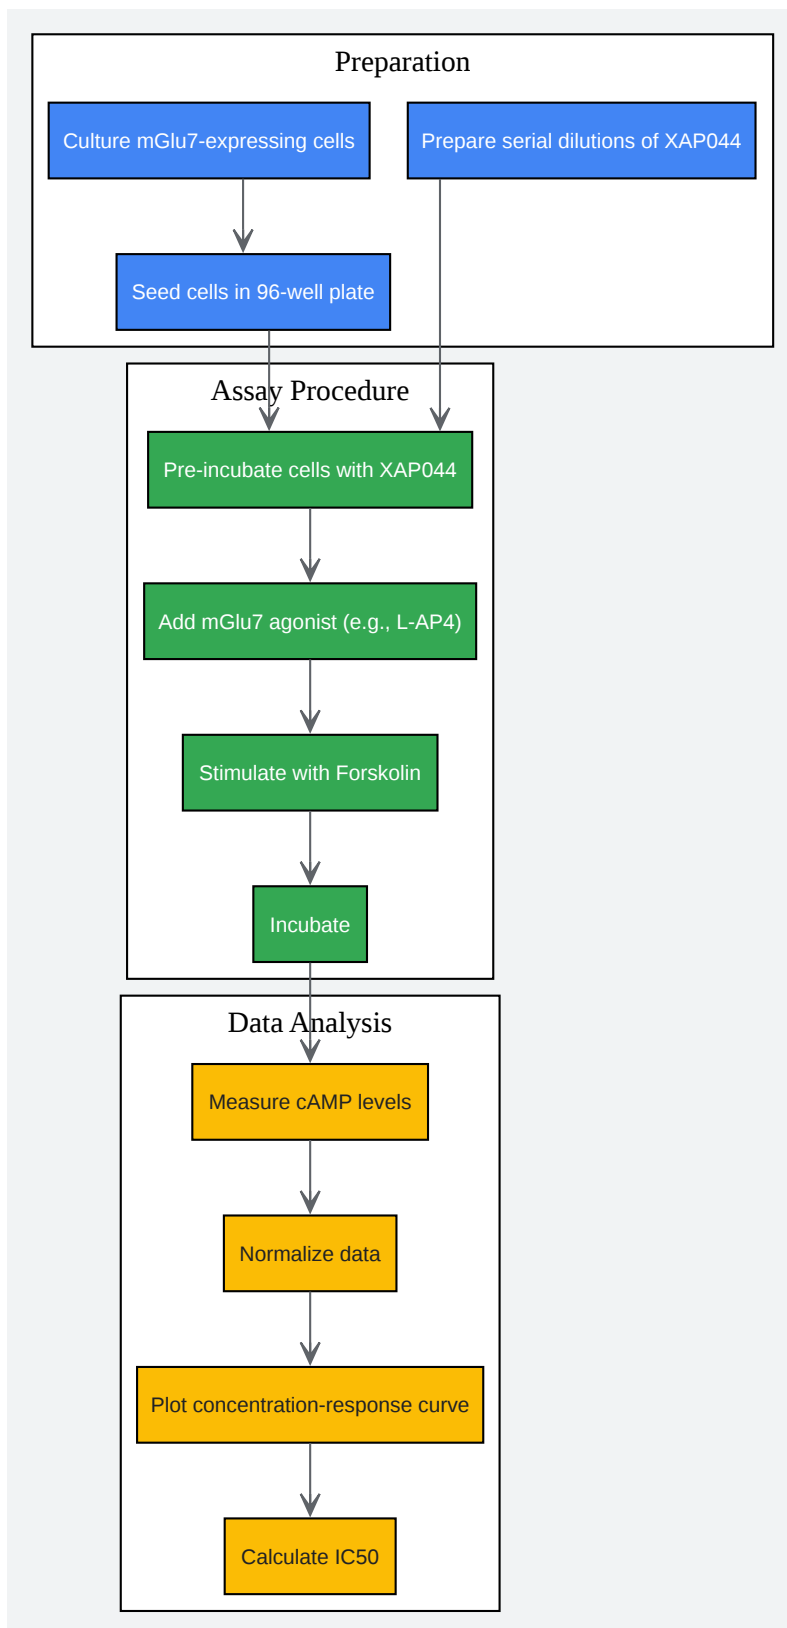 Preparation
Culture mGlu7-expressing cells
Prepare serial dilutions of XAP044
Seed cells in 96-well plate
Assay Procedure
Pre-incubate cells with XAP044
Add mGlu7 agonist (e.g., L-AP4)
Stimulate with Forskolin
Incubate
Data Analysis
Measure cAMP levels
Normalize data
Plot concentration-response curve
Calculate IC50